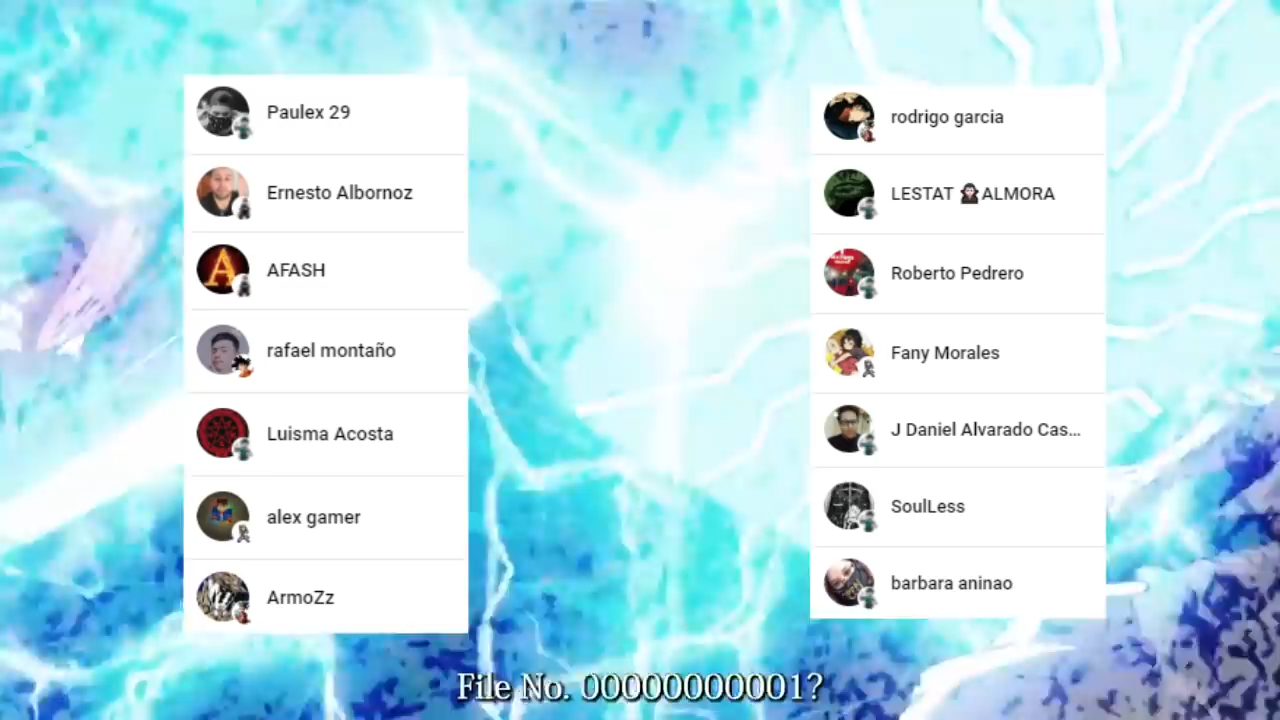 Paulex 29
Ernesto Albornoz
AFASH
rafael montaño
Luisma Acosta
alex gamer
ArmoZz
rodrigo garcia
LESTAT 🧛🏻ALMORA
Roberto Pedrero
Fany Morales
J Daniel Alvarado Cas...
SoulLess
barbara aninao
File No. 000000000001?